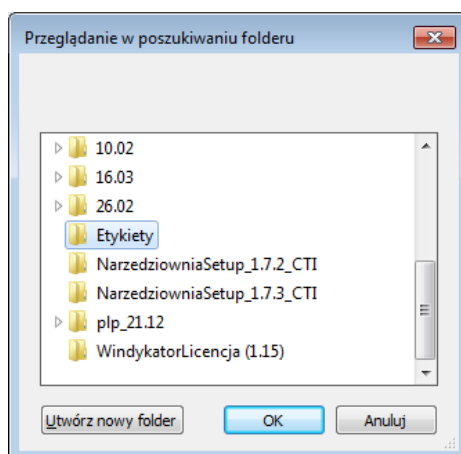 Przeglądanie w poszukiwaniu folderu
10.02
16.03
26.02
Etykiety
NarzedziowniaSetup_1.7.2_CTI
NarzedziowniaSetup_1.7.3_CTI
plp_21.12
WindykatorLicencja (1.15)
Utwórz nowy folder OK Anuluj